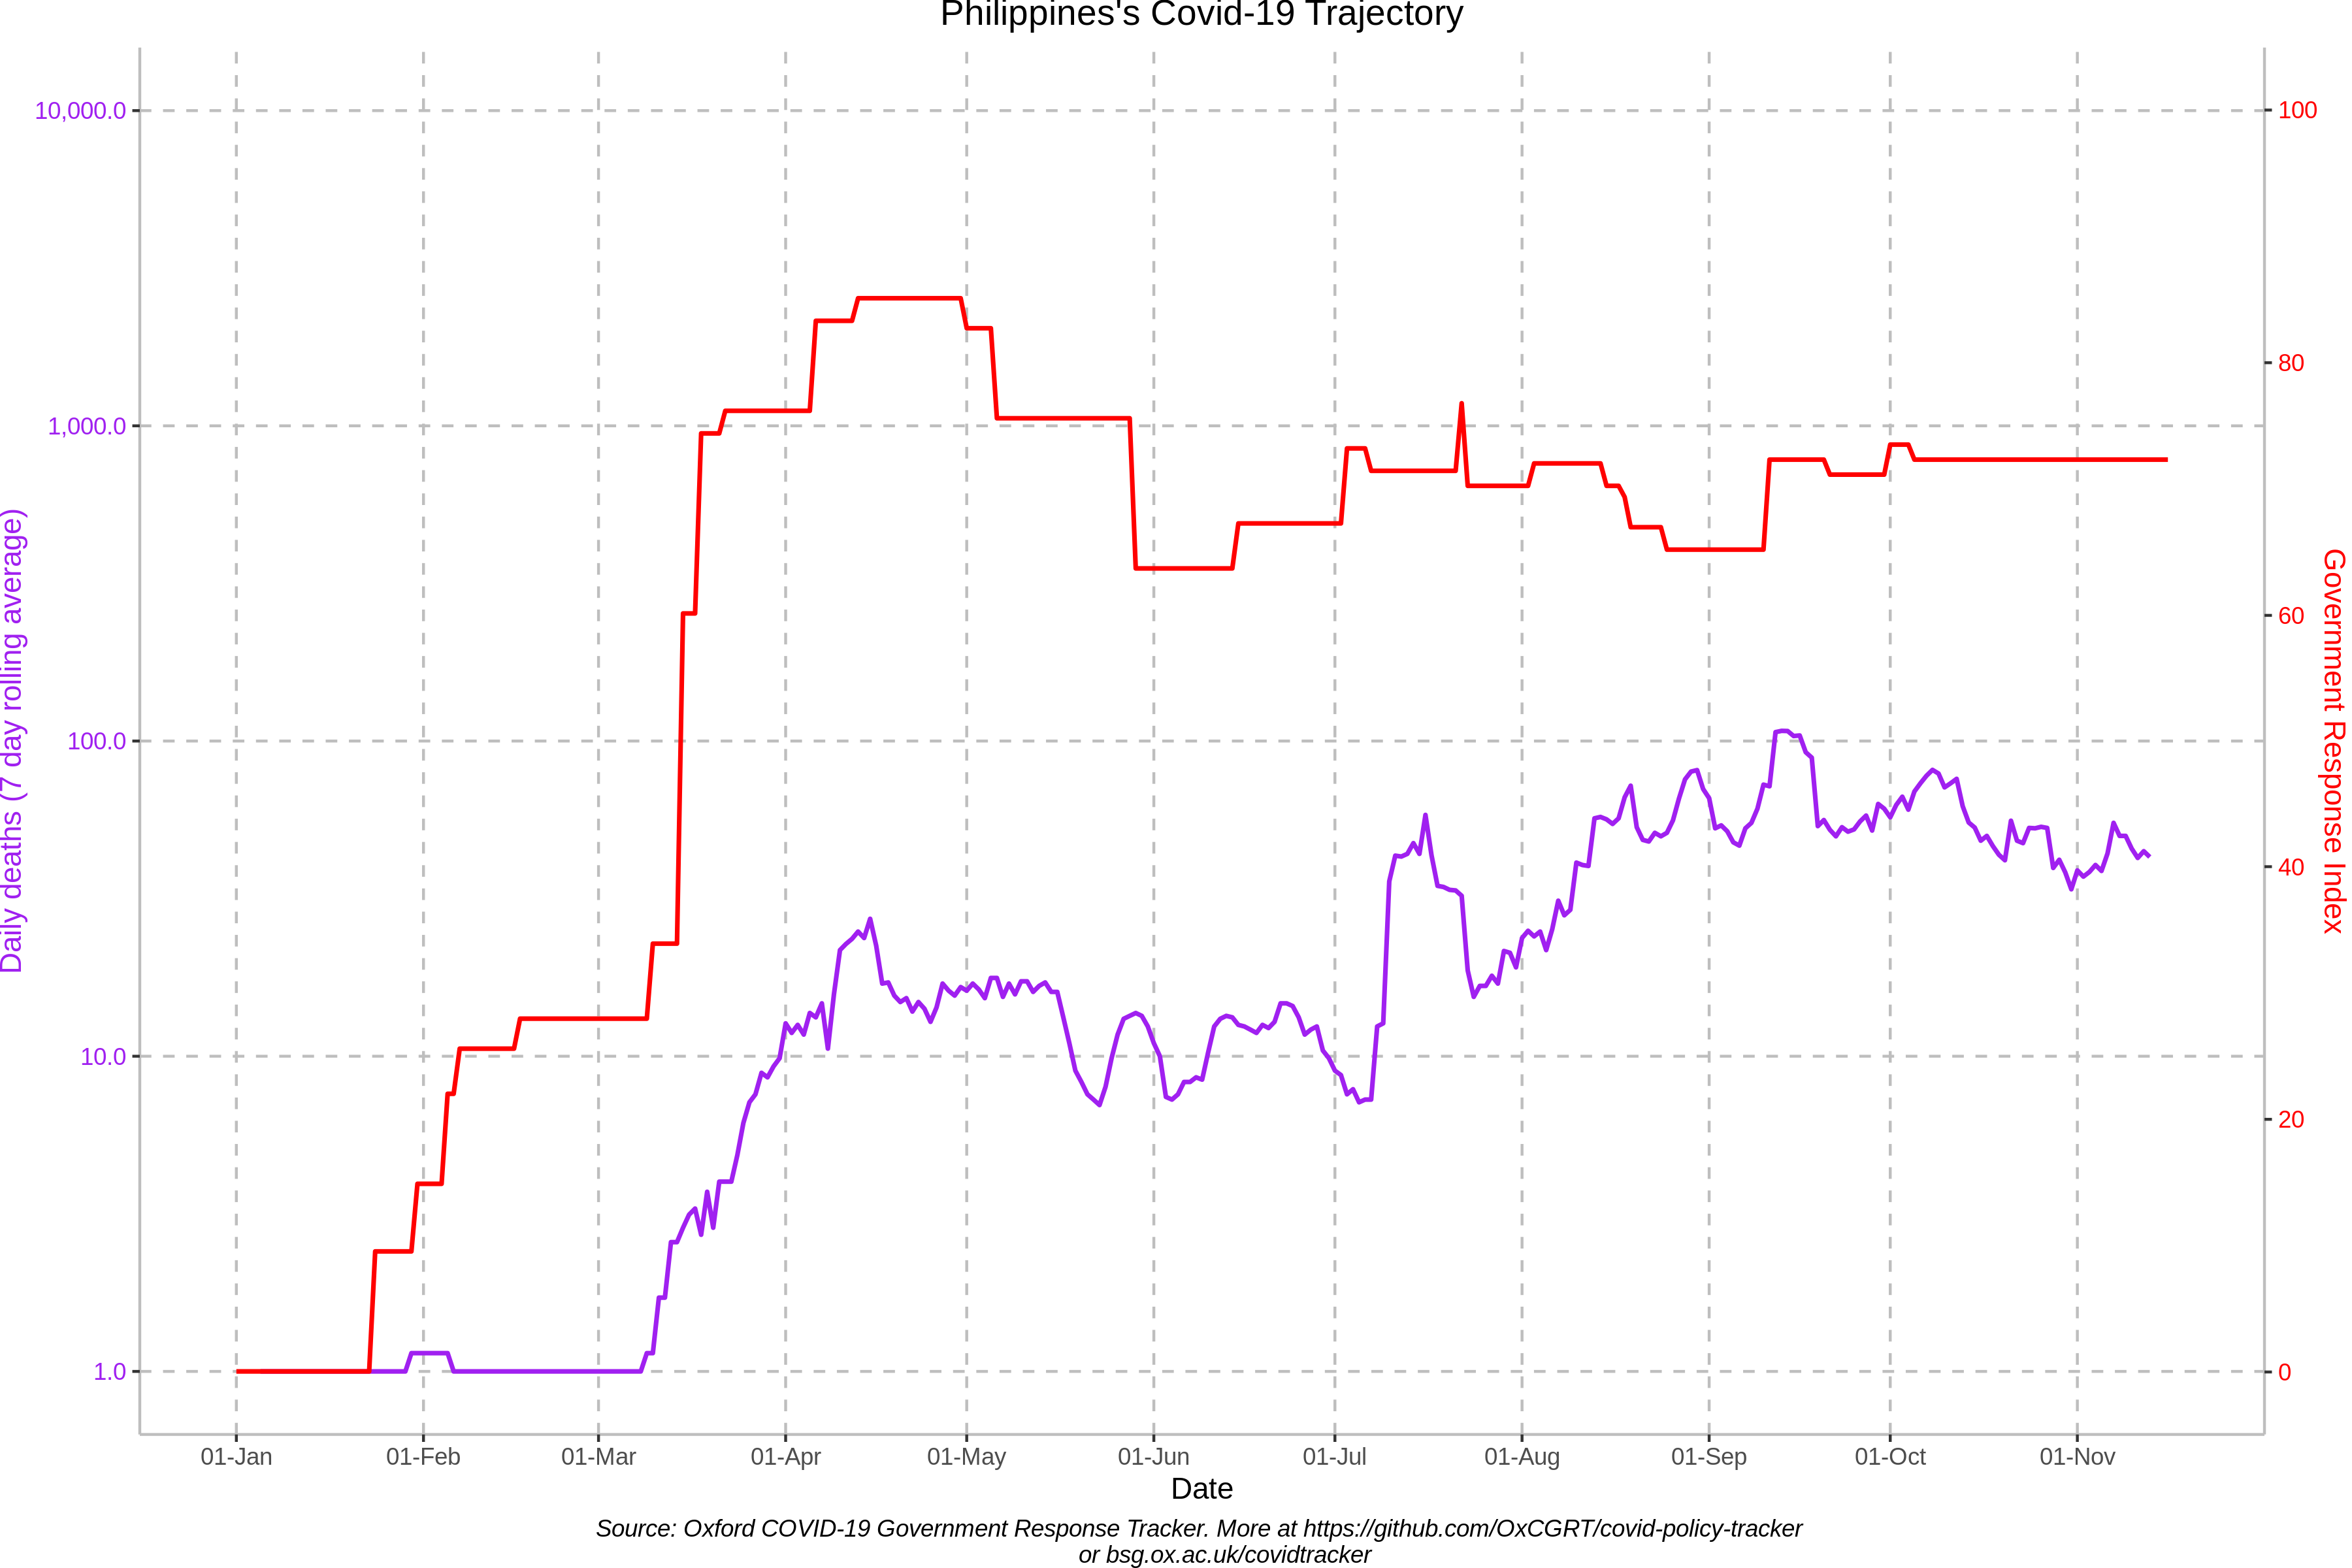 Philippines's Covid-19 Trajectory
10,000.0
1,000.0
100.0
10.0
1.0
Daily deaths (7 day rolling average)
100
80
60
40
20
0
Government Response Index
01-Jan
01-Feb
01-Mar
01-Apr
01-May
01-Jun
01-Jul
01-Aug
01-Sep
01-Oct
01-Nov
Date
Source: Oxford COVID-19 Government Response Tracker. More at https://github.com/OxCGRT/covid-policy-tracker
or bsg.ox.ac.uk/covidtracker